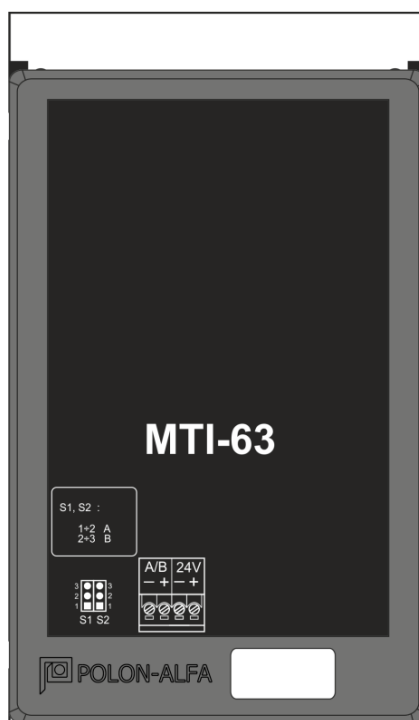 MTI-63
S1, S2 :
1÷2 A
2÷3 B
A/B 24V
– + – +
3 3
2 2
1 1
S1 S2
POLON-ALFA